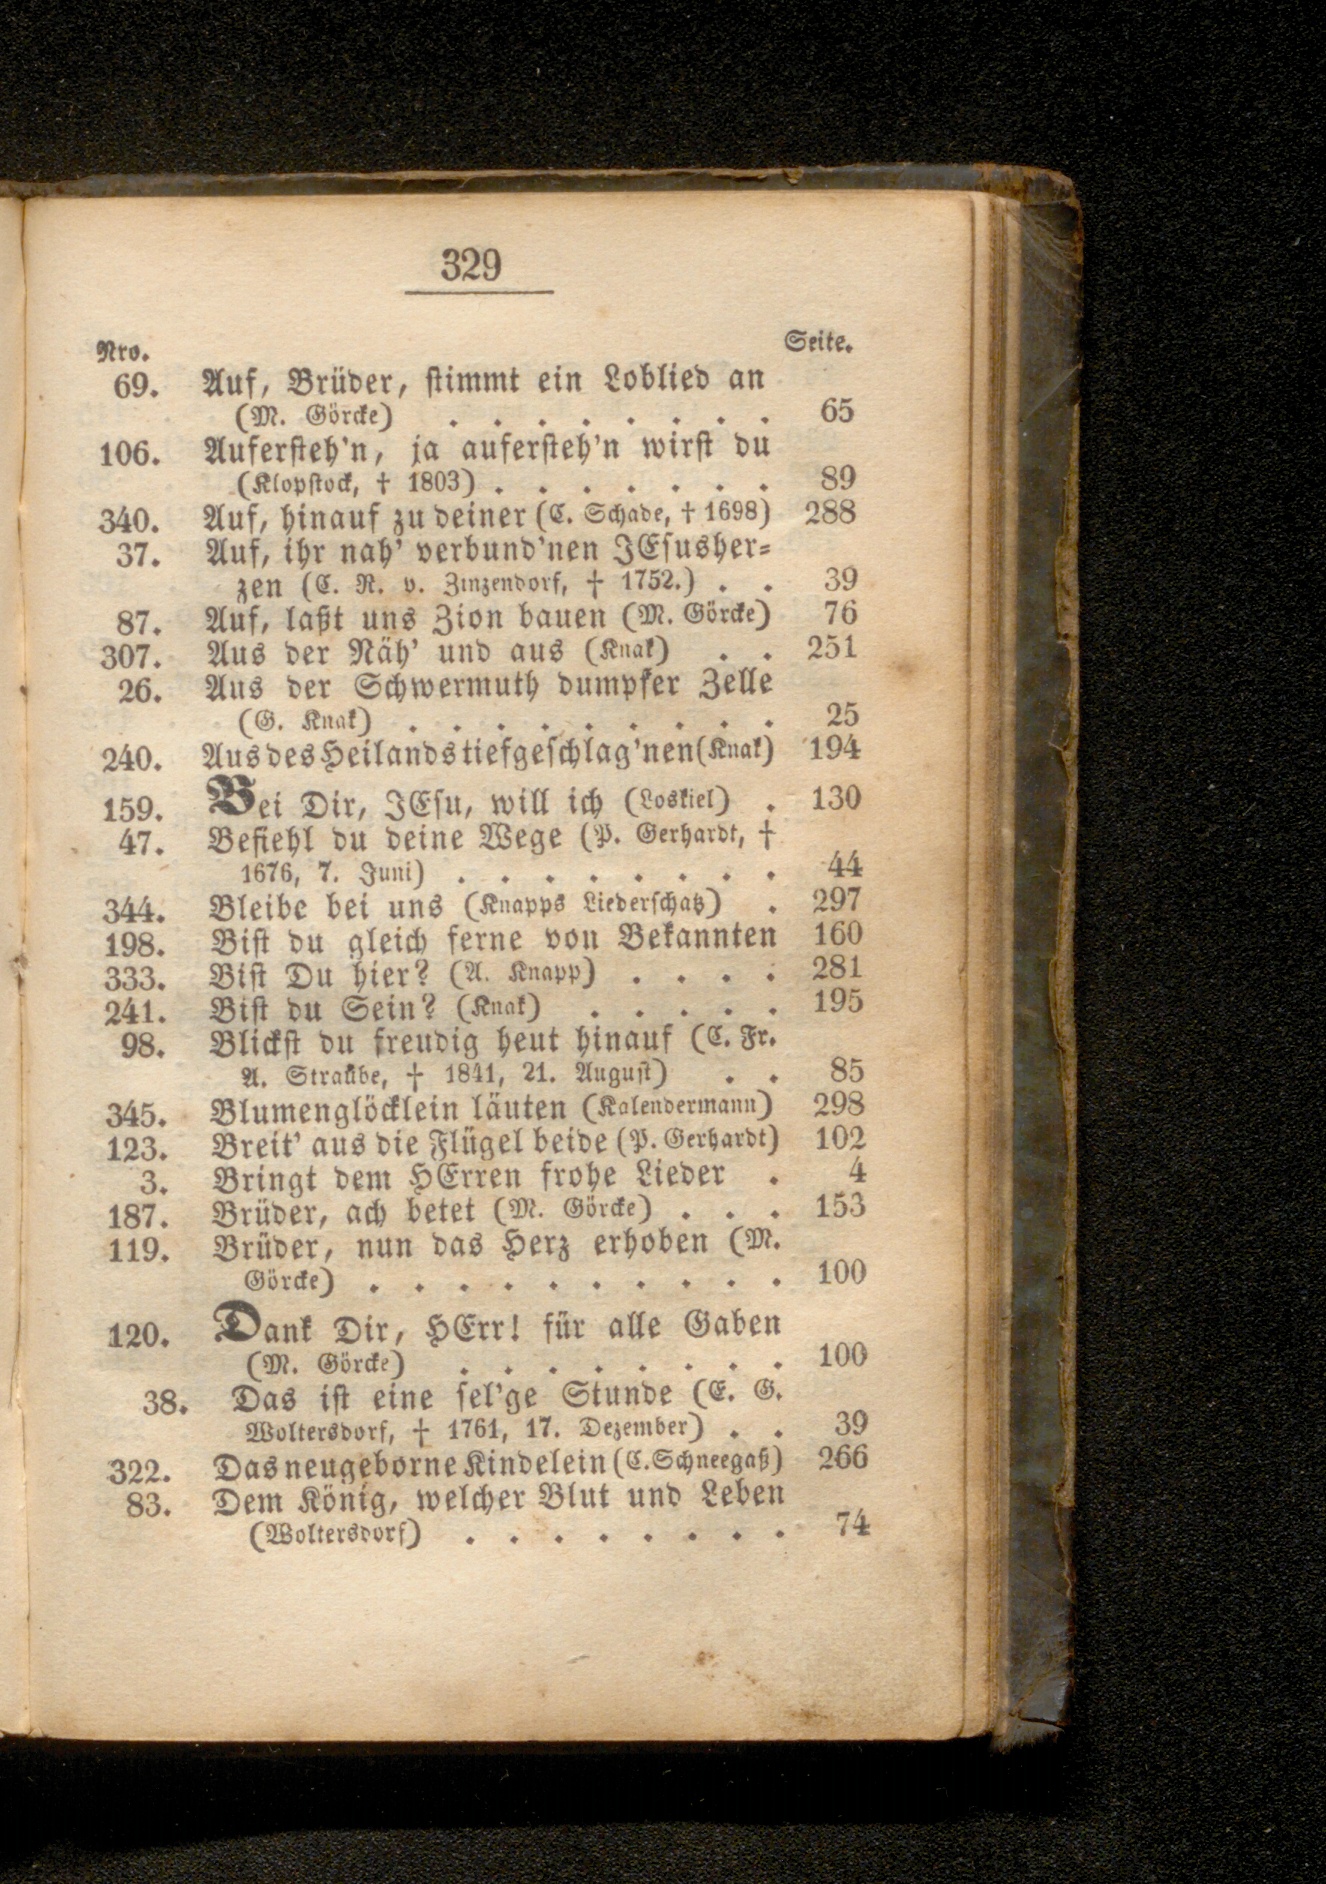 329
Nro. Seite.
69. Auf, Brüder, stimmt ein Loblied an
(M. Görcke) . . . . . . . . 65
106. Aufersteh'n, ja aufersteh'n wirst du
(Klopstock, † 1803) . . . . . . . 89
340. Auf, hinauf zu deiner (C. Schade, † 1698) 288
37. Auf, ihr nah' verbund'nen JEsusher-
zen (C. R. v. Zinzendorf, † 1752.) . . 39
87. Auf, laßt uns Zion bauen (M. Görcke) 76
307. Aus der Näh' und aus (Knak) . . 251
26. Aus der Schwermuth dumpfer Zelle
(G. Knak) . . . . . . . . . 25
240. Aus des Heilands tiefgeschlag'nen (Knak) 194
159. Bei Dir, JEsu, will ich (Loskiel) . 130
47. Befiehl du deine Wege (P. Gerhardt, †
1676, 7. Juni) . . . . . . . . 44
344. Bleibe bei uns (Knapps Liederschatz) . 297
198. Bist du gleich ferne von Bekannten 160
333. Bist Du hier? (A. Knapp) . . . . 281
241. Bist du Sein? (Knak) . . . . . 195
98. Blickst du freudig heut hinauf (C. Fr.
A. Straube, † 1841, 21. August) . . 85
345. Blumenglöcklein läuten (Kalendermann) 298
123. Breit' aus die Flügel beide (P. Gerhardt) 102
3. Bringt dem HErren frohe Lieder . 4
187. Brüder, ach betet (M. Görcke) . . . 153
119. Brüder, nun das Herz erhoben (M.
Görcke) . . . . . . . . . . 100
120. Dank Dir, HErr! für alle Gaben
(M. Görcke) . . . . . . . . 100
38. Das ist eine sel'ge Stunde (E. G.
Woltersdorf, † 1761, 17. Dezember) . . 39
322. Das neugeborne Kindelein (C. Schneegaß) 266
83. Dem König, welcher Blut und Leben
(Woltersdorf) . . . . . . . . 74